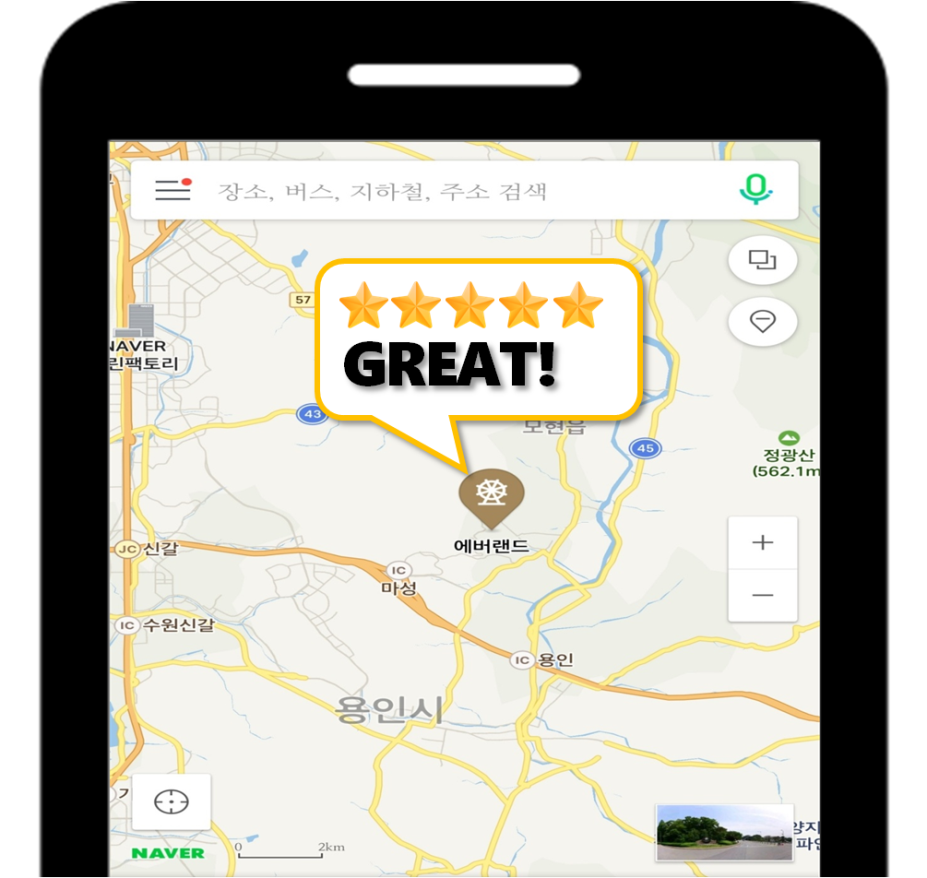 장소, 버스, 지하철, 주소 검색
57
GREAT!
NAVER
린팩토리
43
모현읍
45
정광산
(562.1m
에버랜드
JC 신갈
IC
마성
IC 수원신갈
IC 용인
용인시
NAVER
0 2km
양지
파인